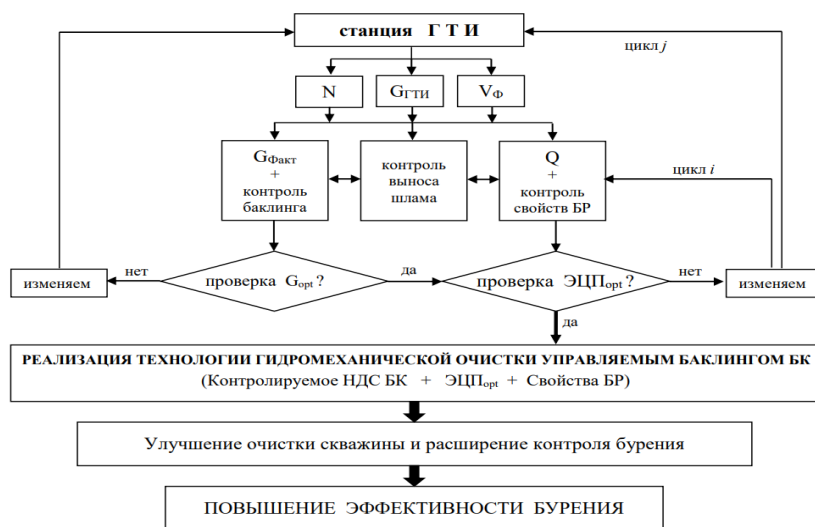 станция Г Т И
цикл j
N
GГТИ
VФ
GФакт
+
контроль
баклинга
контроль
выноса
шлама
Q
+
контроль
свойств БР
цикл i
изменяем
нет
проверка Gopt ?
да
проверка ЭЦПopt ?
нет
изменяем
да
РЕАЛИЗАЦИЯ ТЕХНОЛОГИИ ГИДРОМЕХАНИЧЕСКОЙ ОЧИСТКИ УПРАВЛЯЕМЫМ БАКЛИНГОМ БК
(Контролируемое НДС БК + ЭЦПopt + Свойства БР)
Улучшение очистки скважины и расширение контроля бурения
ПОВЫШЕНИЕ ЭФФЕКТИВНОСТИ БУРЕНИЯ